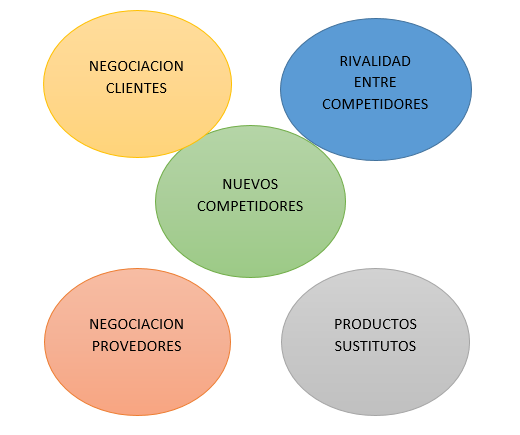 NEGOCIACION
CLIENTES
RIVALIDAD
ENTRE
COMPETIDORES
NUEVOS
COMPETIDORES
NEGOCIACION
PROVEDORES
PRODUCTOS
SUSTITUTOS